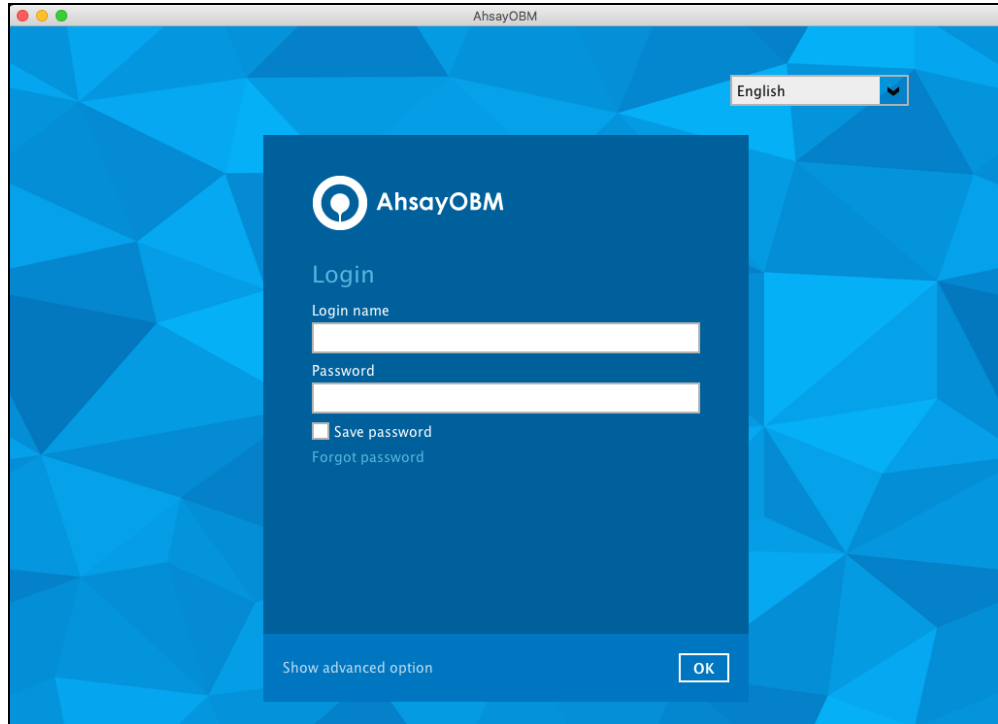 AhsayOBM
English
AhsayOBM
Login
Login name
Password
Save password
Forgot password
Show advanced option
OK